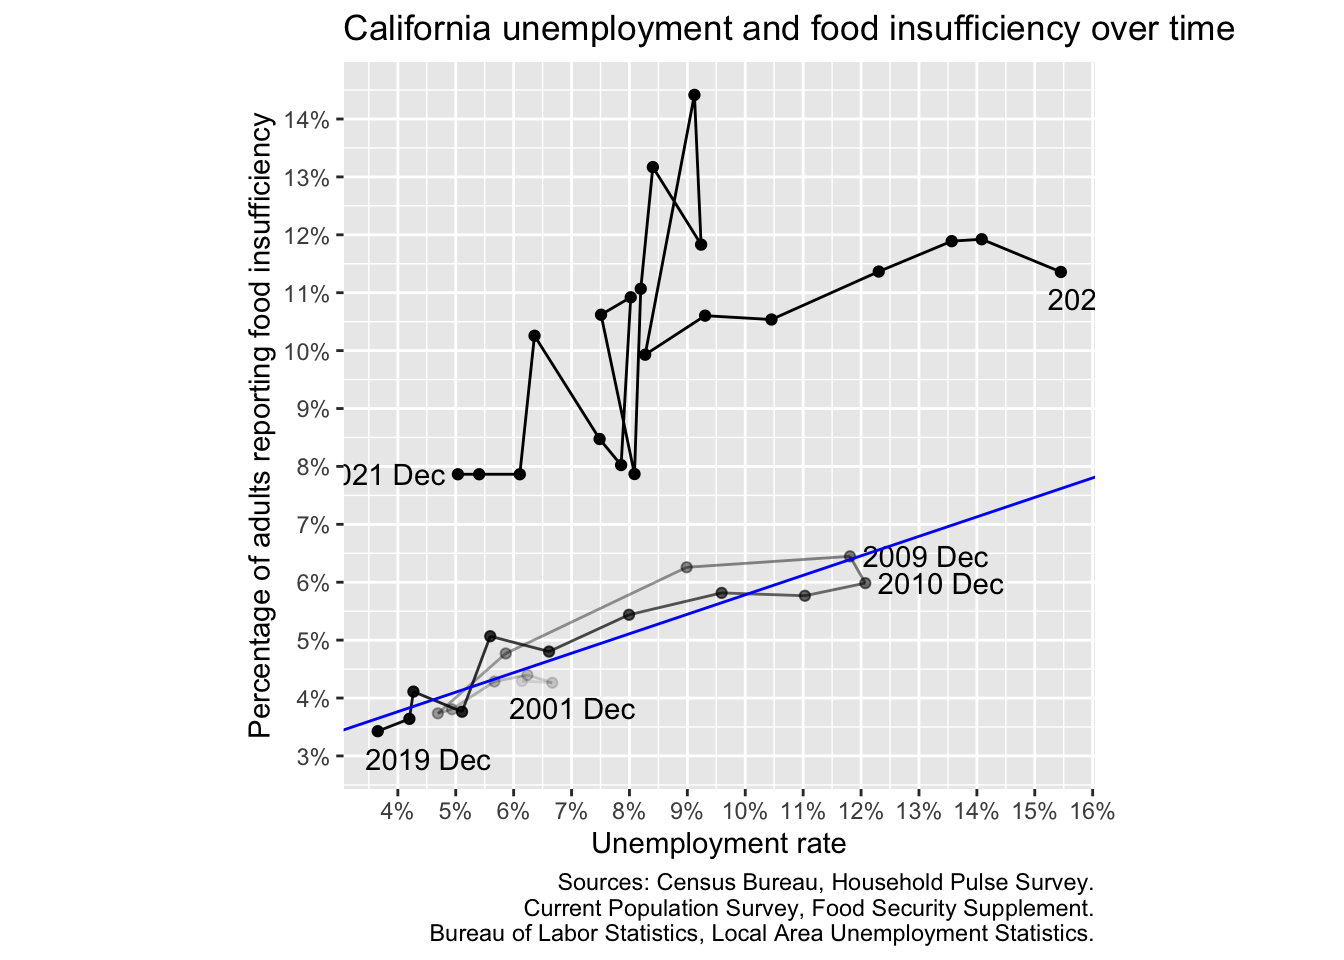 California unemployment and food insufficiency over time
Percentage of adults reporting food insufficiency
14%
13%
12%
11%
10%
9%
8%
7%
6%
5%
4%
3%
202
021 Dec
2009 Dec
2010 Dec
2001 Dec
2019 Dec
4% 5% 6% 7% 8% 9% 10% 11% 12% 13% 14% 15% 16%
Unemployment rate
Sources: Census Bureau, Household Pulse Survey.
Current Population Survey, Food Security Supplement.
Bureau of Labor Statistics, Local Area Unemployment Statistics.